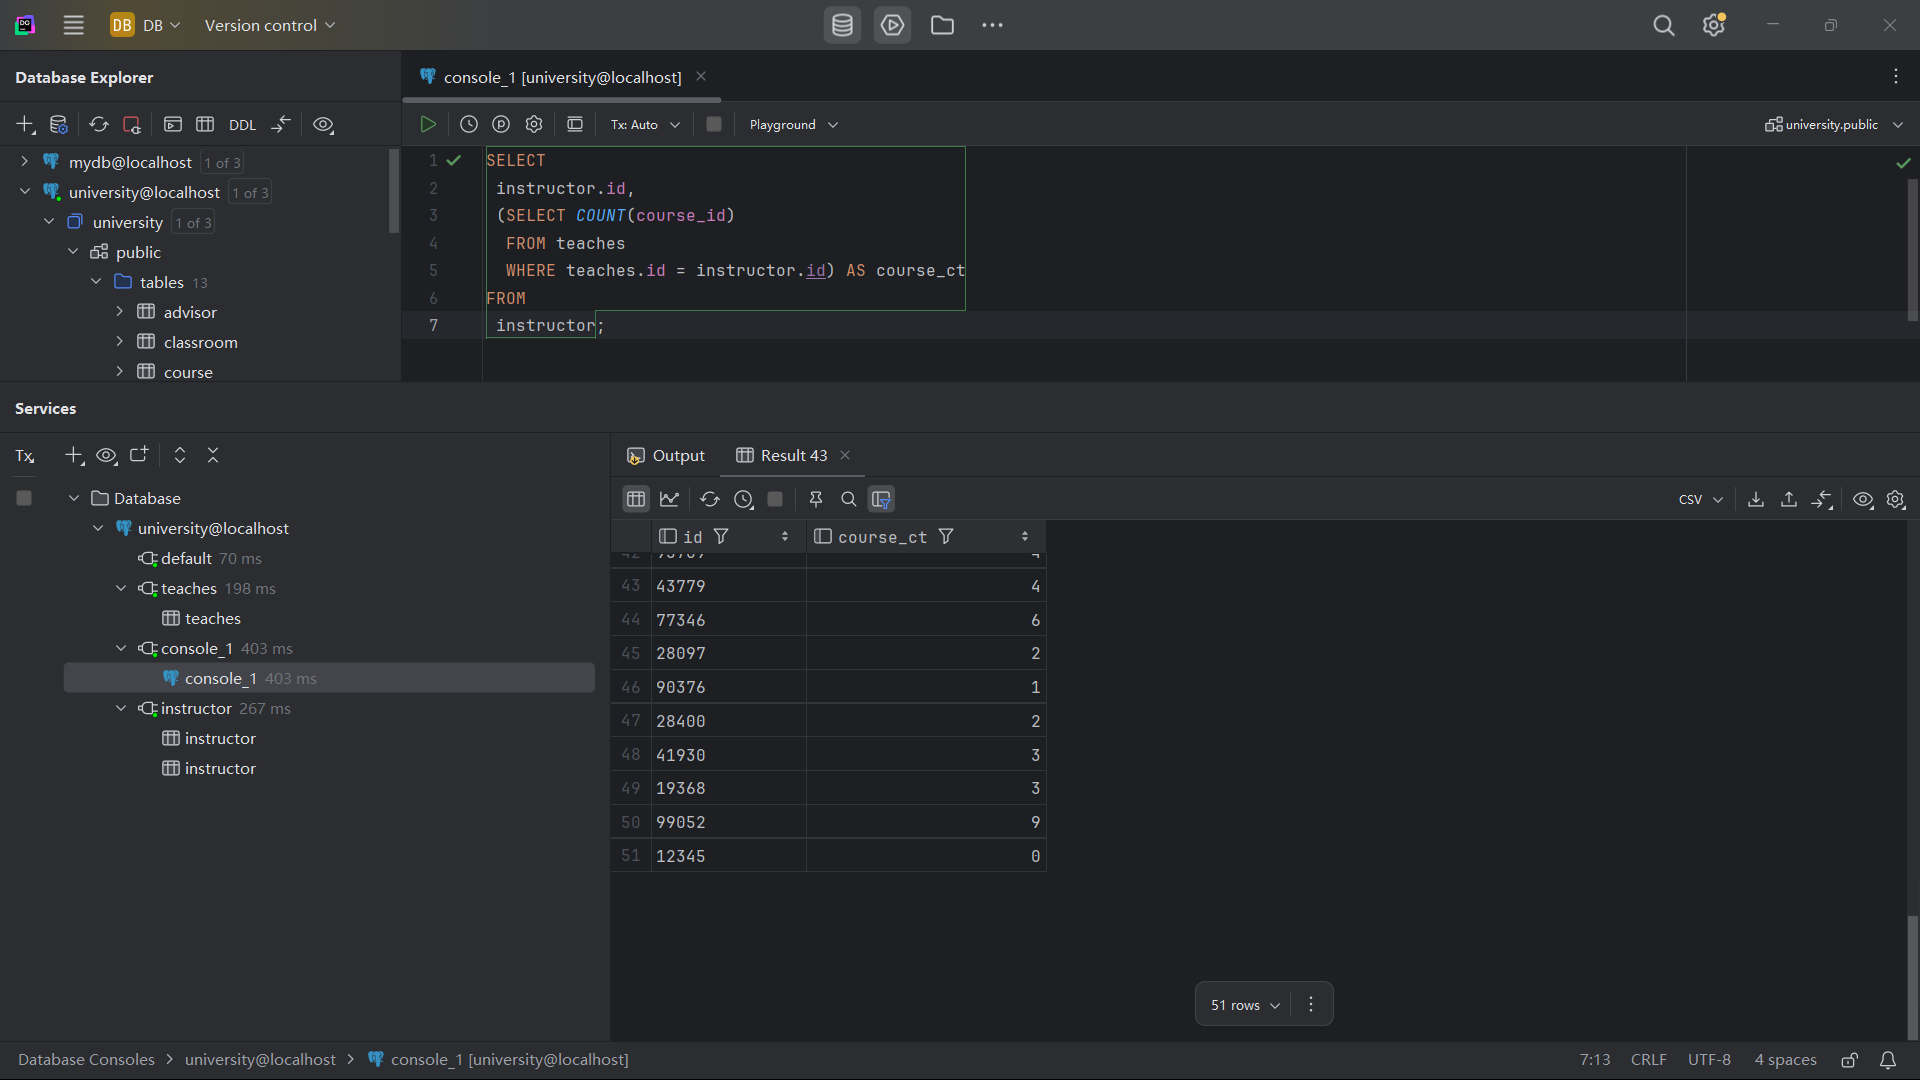 DB DB Version control
Database Explorer
console_1 [university@localhost]
DDL
Tx: Auto
Playground
university.public
mydb@localhost 1 of 3
university@localhost 1 of 3
university 1 of 3
public
tables 13
advisor
classroom
course
1 SELECT
2 instructor.id,
3 (SELECT COUNT(course_id)
4 FROM teaches
5 WHERE teaches.id = instructor.id) AS course_ct
6 FROM
7 instructor;
Services
Tx
Database
university@localhost
default 70 ms
teaches 198 ms
teaches
console_1 403 ms
console_1 403 ms
instructor 267 ms
instructor
instructor
Output
Result 43
CSV
id course_ct
43 43779 4
44 77346 6
45 28097 2
46 90376 1
47 28400 2
48 41930 3
49 19368 3
50 99052 9
51 12345 0
51 rows
Database Consoles > university@localhost > console_1 [university@localhost]
7:13 CRLF UTF-8 4 spaces